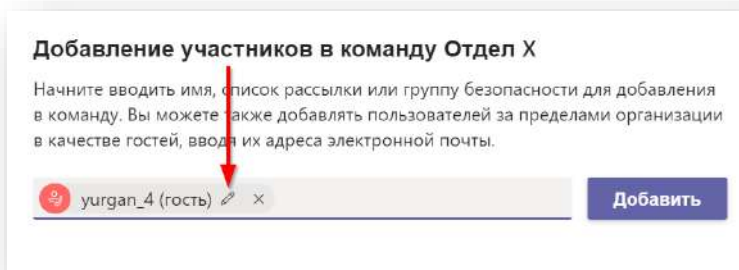 Добавление участников в команду Отдел X
Начните вводить имя, список рассылки или группу безопасности для добавления
в команду. Вы можете также добавлять пользователей за пределами организации
в качестве гостей, вводя их адреса электронной почты.
yurgan_4 (гость)
Добавить